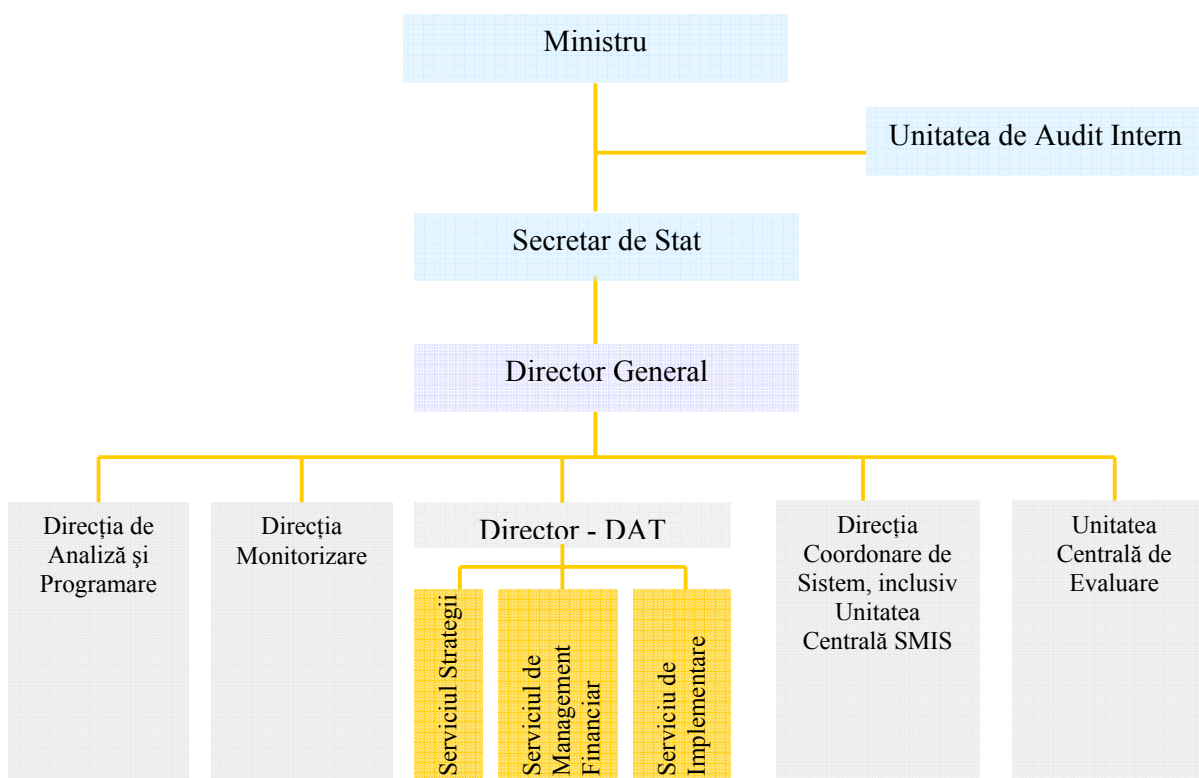 Ministru
Unitatea de Audit Intern
Secretar de Stat
Director General
Direcția de
Analiză și
Programare
Direcția
Monitorizare
Director - DAT
Serviciul Strategii
Serviciul de
Management
Financiar
Serviciu de
Implementare
Direcția
Coordonare de
Sistem, inclusiv
Unitatea
Centrală SMIS
Unitatea
Centrală de
Evaluare